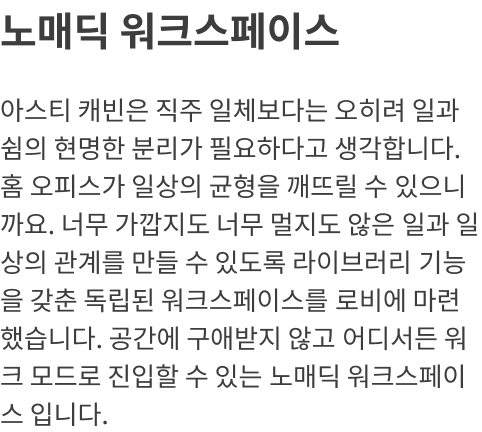 노매딕 워크스페이스
아스티 캐빈은 직주 일체보다는 오히려 일과
쉼의 현명한 분리가 필요하다고 생각합니다.
홈 오피스가 일상의 균형을 깨뜨릴 수 있으니
까요. 너무 가깝지도 너무 멀지도 않은 일과 일
상의 관계를 만들 수 있도록 라이브러리 기능
을 갖춘 독립된 워크스페이스를 로비에 마련
했습니다. 공간에 구애받지 않고 어디서든 워
크 모드로 진입할 수 있는 노매딕 워크스페이
스 입니다.